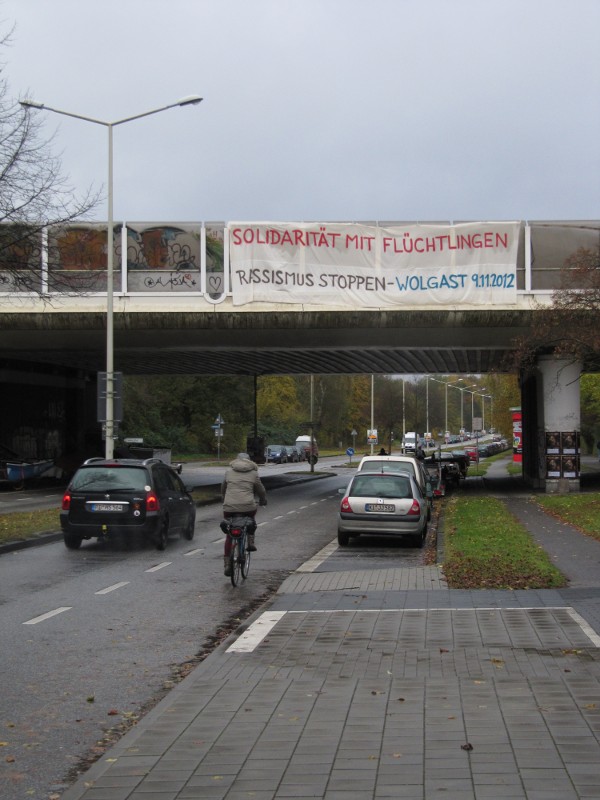 SOLIDARITÄT MIT FLÜCHTLINGEN
RASSISMUS STOPPEN-WOLGAST 9.11.2012